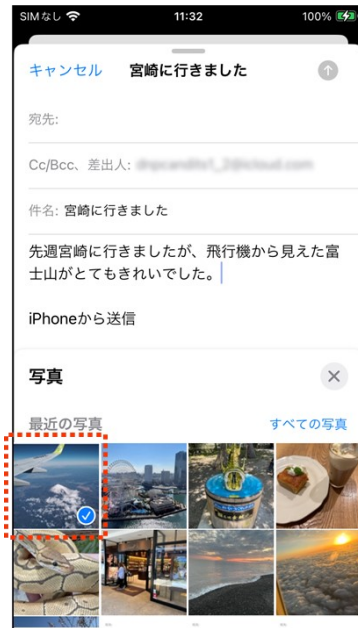 SIMなし 11:32 100%
キャンセル 宮崎に行きました
宛先:
Cc/Bcc、差出人:
件名: 宮崎に行きました
先週宮崎に行きましたが、飛行機から見えた富
士山がとてもきれいでした。
iPhoneから送信
写真
最近の写真 すべての写真